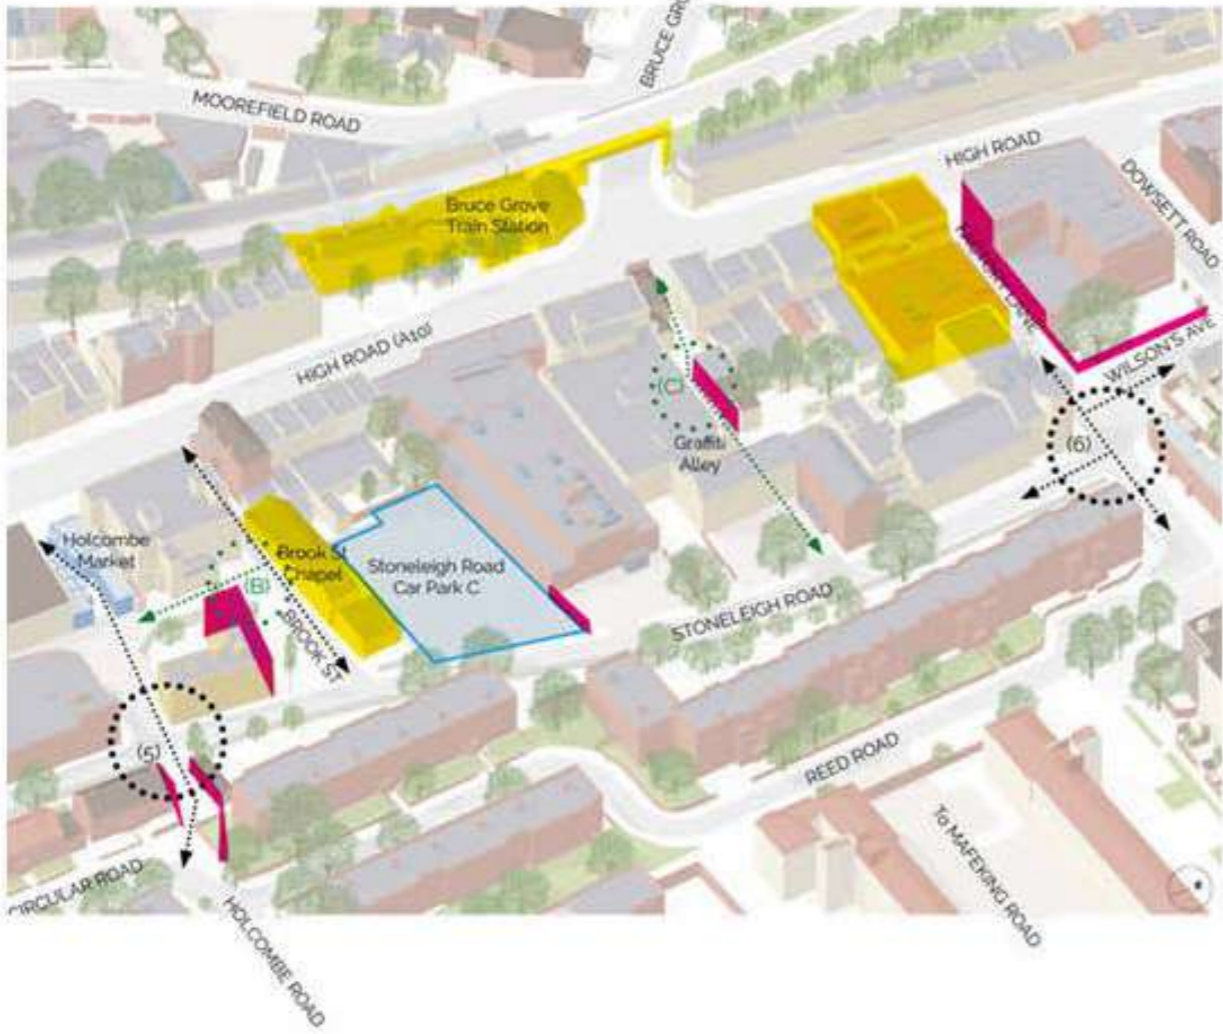 BRUCE GRO
MOOREFIELD ROAD
HIGH ROAD
DOWSETT ROAD
Bruce Grove
Train Station
WILSON'S AVE
HIGH ROAD (A10)
(C)
Graffiti
Alley
(6)
Holcombe
Market
Brook St
Chapel
(B)
Stoneleigh Road
Car Park C
BROOK ST
STONELEIGH ROAD
(5)
REED ROAD
To MAFEKING ROAD
CIRCULAR ROAD
HOLCOMBE ROAD